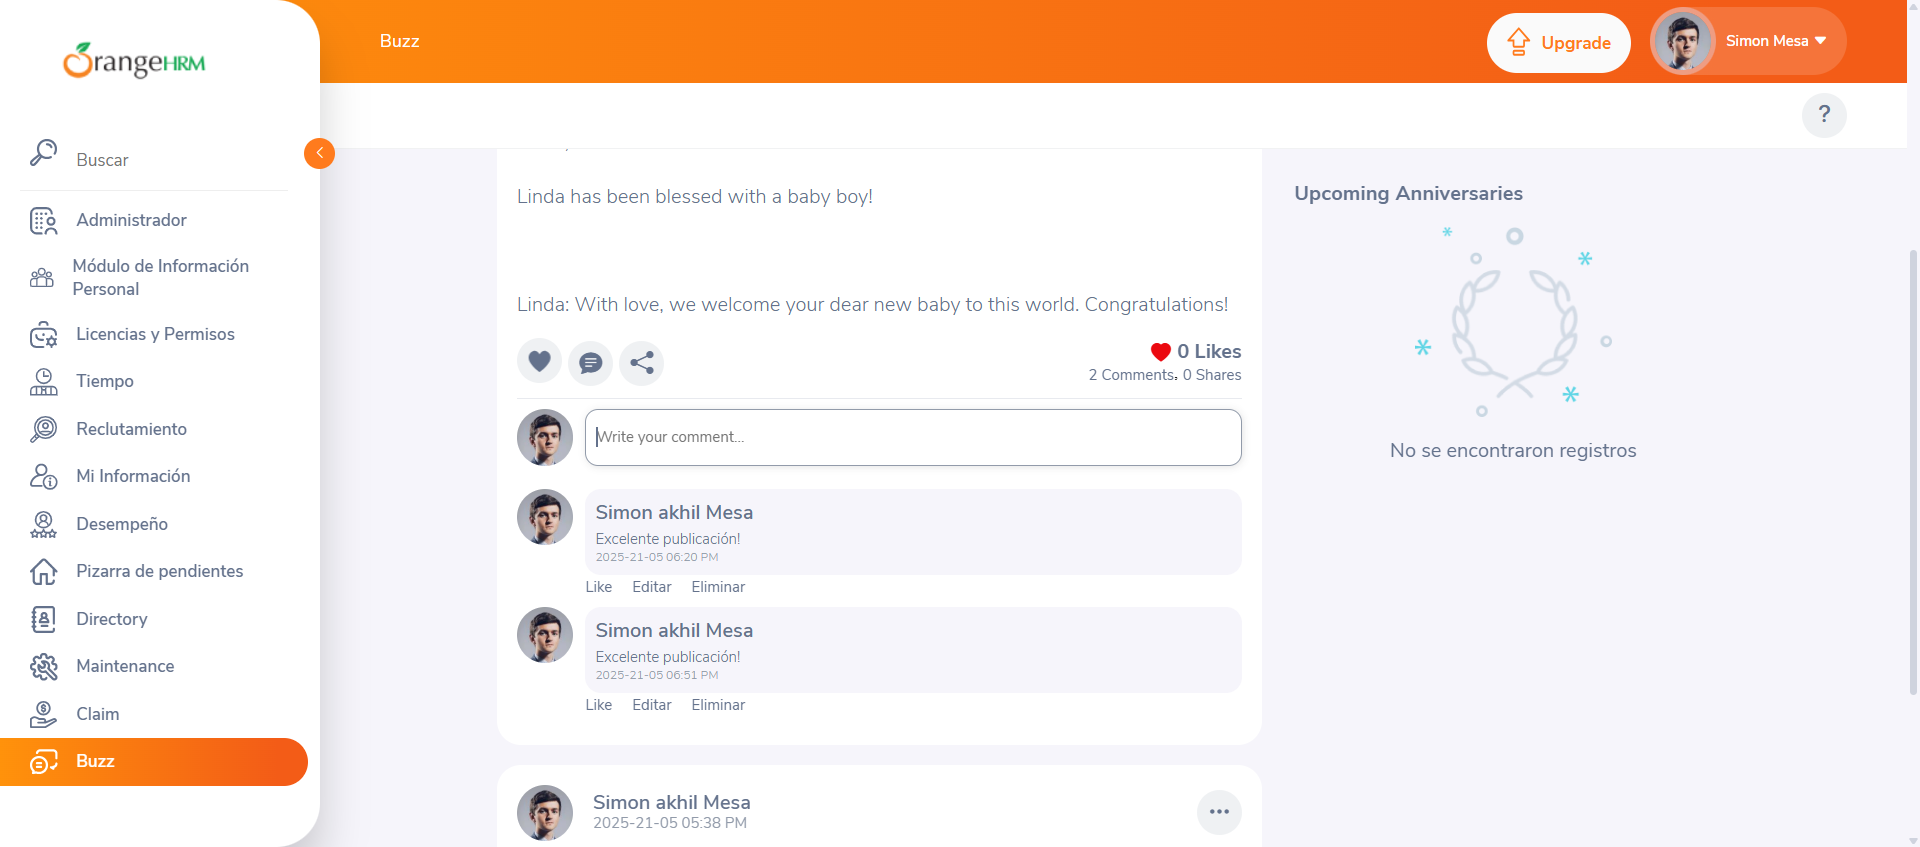 OrangeHRM
Buscar
Administrador
Módulo de Información
Personal
Licencias y Permisos
Tiempo
Reclutamiento
Mi Información
Desempeño
Pizarra de pendientes
Directory
Maintenance
Claim
Buzz
Buzz
Upgrade
Simon Mesa
?
Linda has been blessed with a baby boy!
Linda: With love, we welcome your dear new baby to this world. Congratulations!
0 Likes
2 Comments, 0 Shares
Write your comment...
Simon akhil Mesa
Excelente publicación!
2025-21-05 06:20 PM
Like Editar Eliminar
Simon akhil Mesa
Excelente publicación!
2025-21-05 06:51 PM
Like Editar Eliminar
Simon akhil Mesa
2025-21-05 05:38 PM
Upcoming Anniversaries
No se encontraron registros